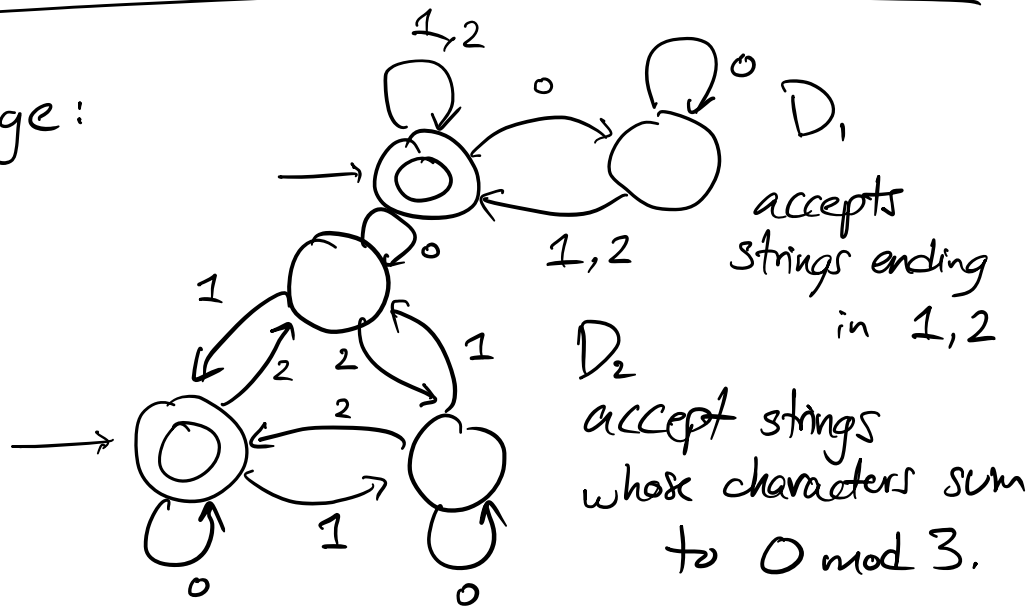 1,2
0
0
D₁
ge:
accepts
strings ending
in 1,2
1,2
0
1
2
2
1
D₂
accept strings
whose characters sum
to 0 mod 3.
2
1
0
0